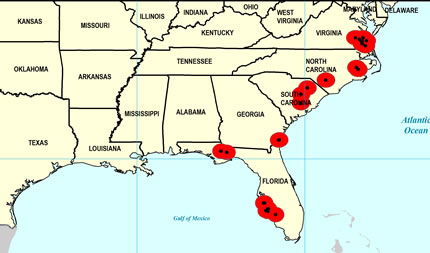 KANSAS
MISSOURI
ILLINOIS
INDIANA
OHIO
WEST
VIRGINIA
MARYLAND
DELAWARE
VIRGINIA
KENTUCKY
OKLAHOMA
ARKANSAS
TENNESSEE
NORTH
CAROLINA
SOUTH
CAROLINA
MISSISSIPPI
ALABAMA
GEORGIA
TEXAS
LOUISIANA
FLORIDA
Atlantic
Ocean
Gulf of Mexico